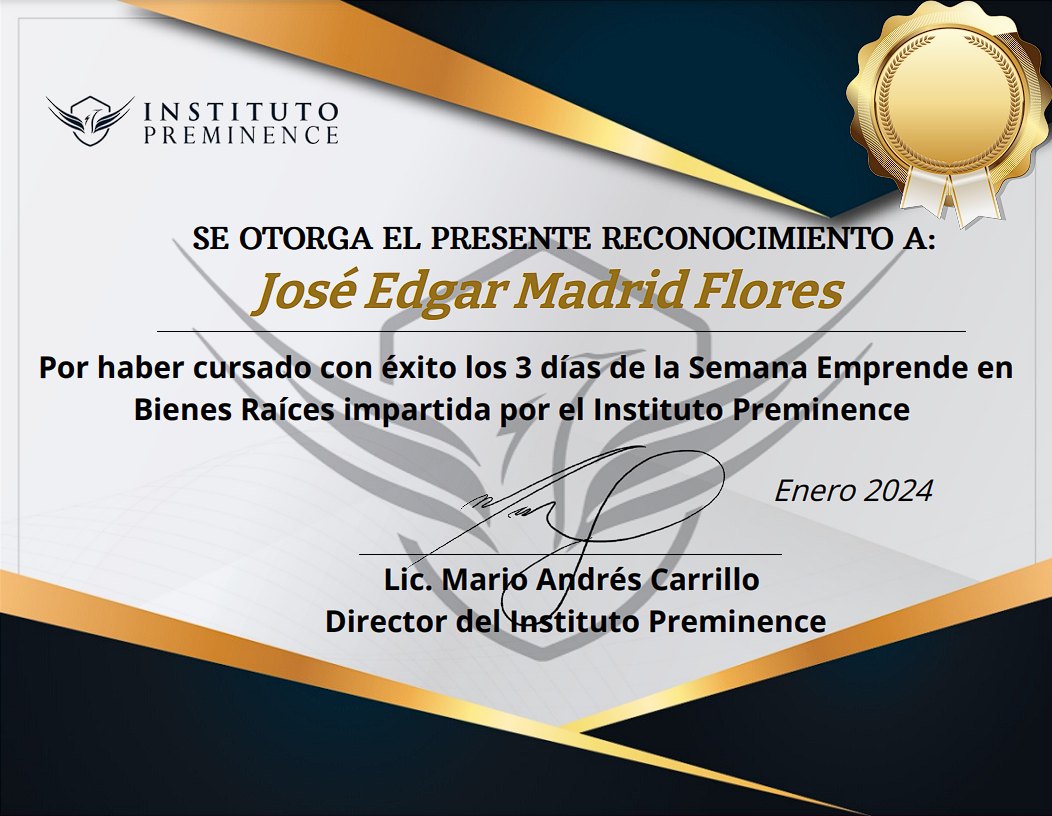 INSTITUTO
PREMINENCE
SE OTORGA EL PRESENTE RECONOCIMIENTO A:
José Edgar Madrid Flores
Por haber cursado con éxito los 3 días de la Semana Emprende en
Bienes Raíces impartida por el Instituto Preminence
Enero 2024
Lic. Mario Andrés Carrillo
Director del Instituto Preminence